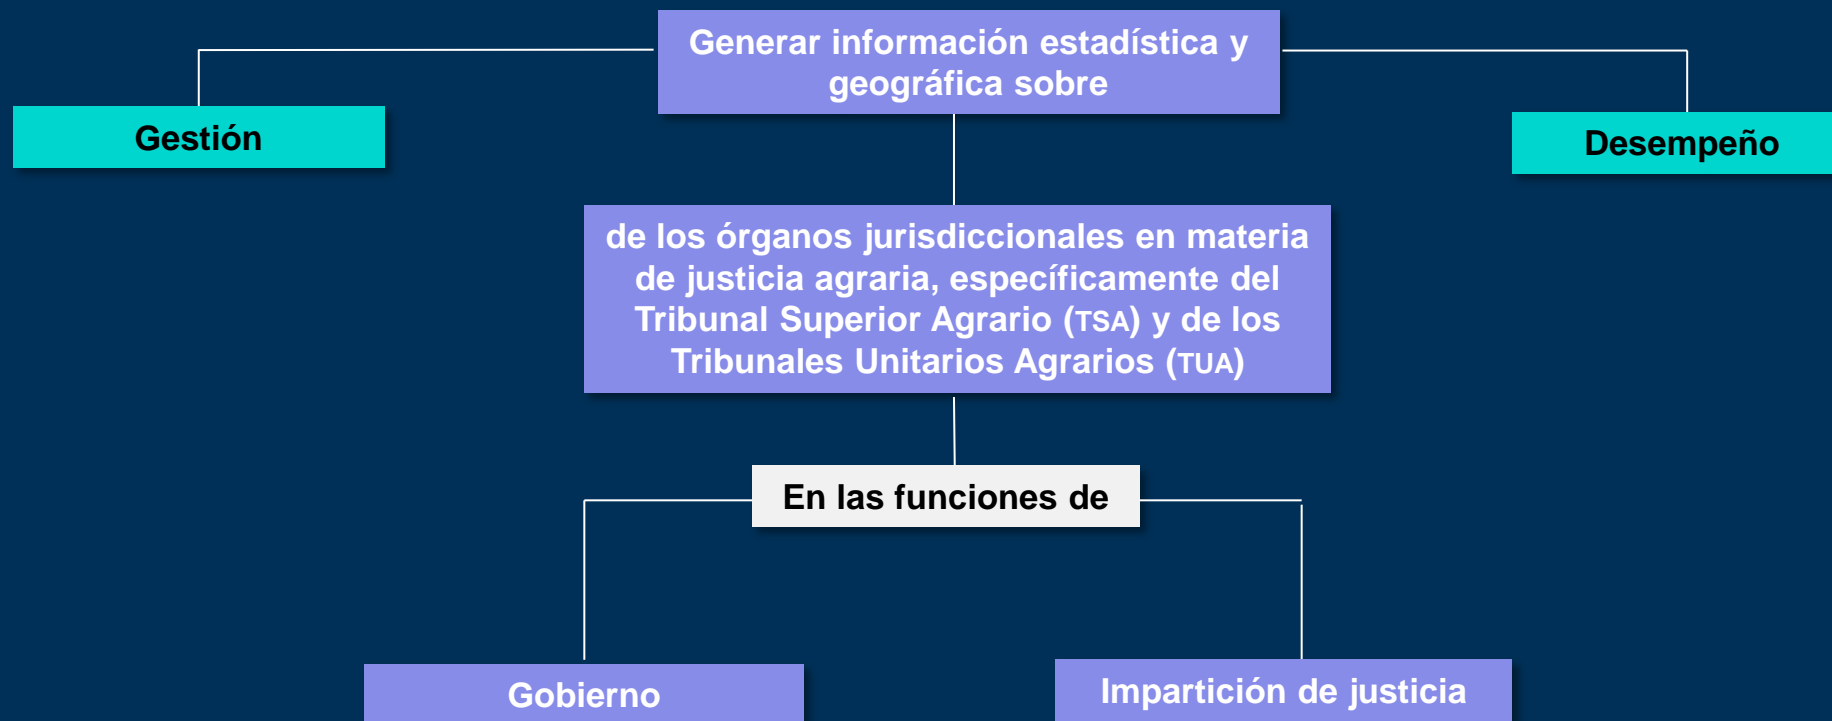 Generar información estadística y
geográfica sobre
Gestión
Desempeño
de los órganos jurisdiccionales en materia
de justicia agraria, específicamente del
Tribunal Superior Agrario (TSA) y de los
Tribunales Unitarios Agrarios (TUA)
En las funciones de
Gobierno
Impartición de justicia